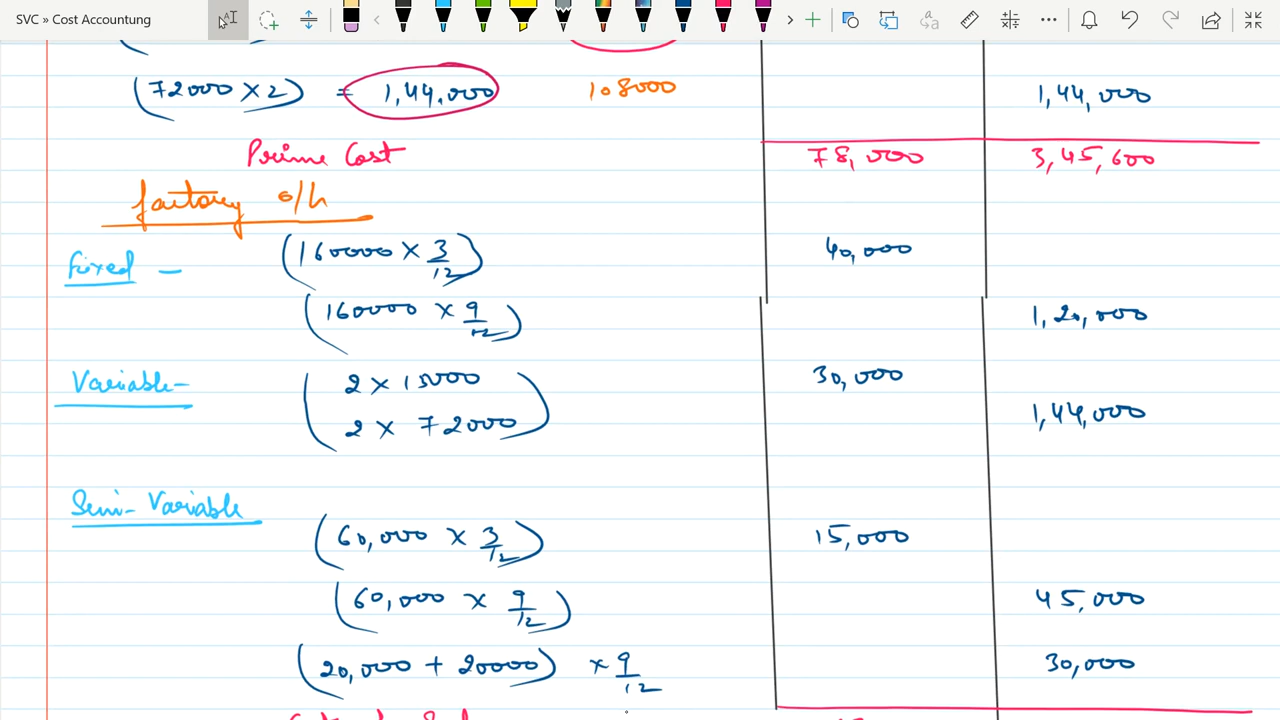 SVC » Cost Accountung
(72000 × 2) = 1,44,000 108000 1,44,000
Prime Cost 78,000 3,45,600
factory o/h
Fixed - (160000 × 3/12) 40,000
(160000 × 9/12) 1,20,000
Variable- 2 × 15000 30,000
2 × 72000 1,44,000
Semi-Variable
(60,000 × 3/12) 15,000
(60,000 × 9/12) 45,000
(20,000 + 20000) × 9/12 30,000